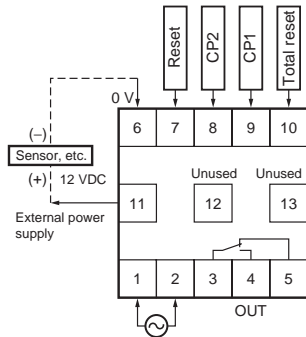 Reset
CP2
CP1
Total reset
0 V
6 7 8 9 10
(−)
Sensor, etc.
(+) 12 VDC
External power
supply
Unused Unused
11 12 13
1 2 3 4 5
OUT